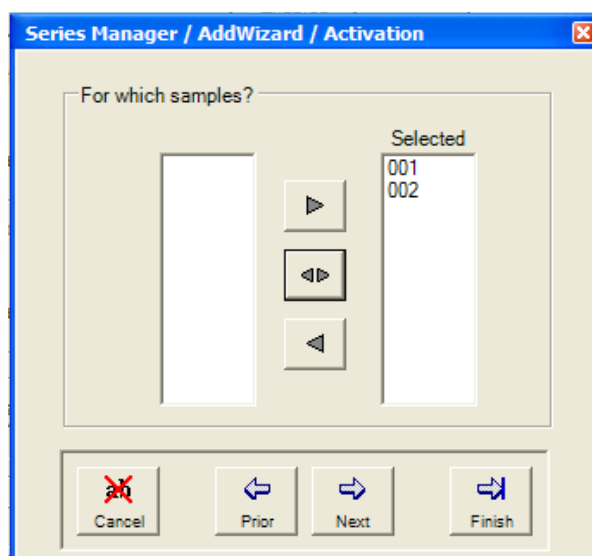 Series Manager / AddWizard / Activation
For which samples?
Selected
001
002
Cancel
Prior
Next
Finish